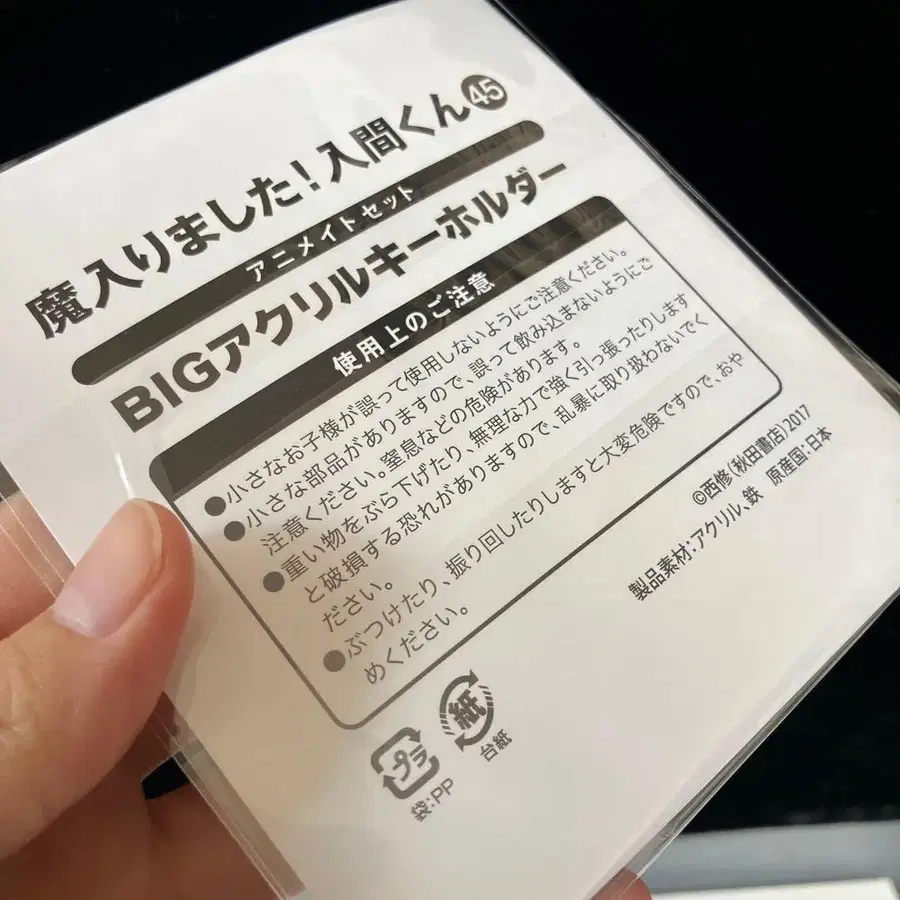 魔入りました!入間くん㊺
アニメイトセット
BIGアクリルキーホルダー
使用上のご注意
●小さなお子様が誤って使用しないようにご注意ください。
●小さな部品がありますので、誤って飲み込まないようにご
注意ください。窒息などの危険があります。
●重い物をぶら下げたり、無理な力で強く引っ張ったりします
と破損する恐れがありますので、乱暴に取り扱わないでく
ださい。
●ぶつけたり、振り回したりしますと大変危険ですので、おや
めください。
©西修(秋田書店)2017
製品素材:アクリル、鉄 原産国:日本
プラ
袋:PP
紙
台紙